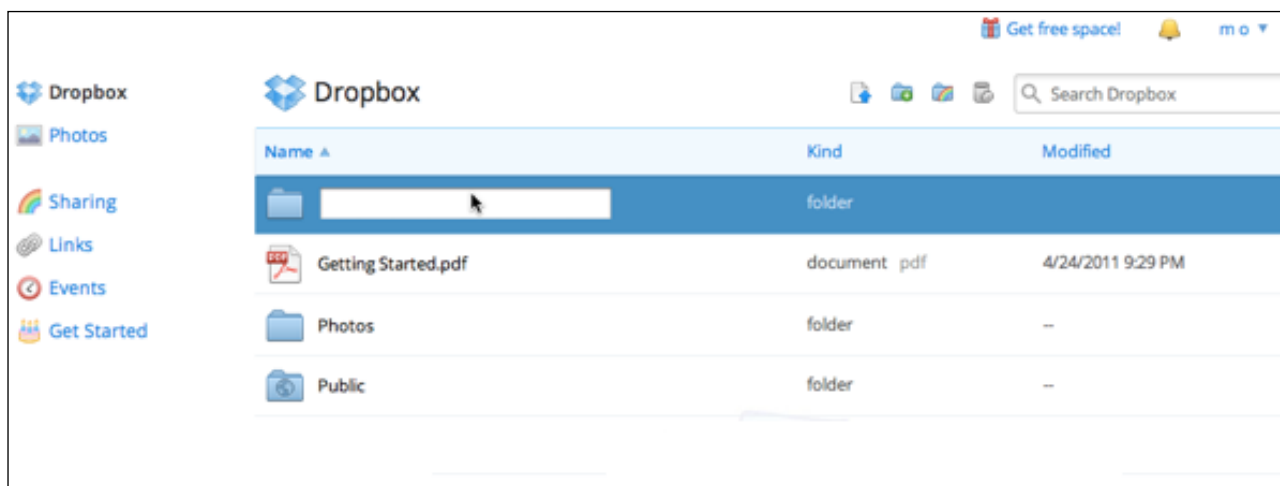 Get free space! m o
Dropbox
Photos
Sharing
Links
Events
Get Started
Dropbox
Search Dropbox
Name Kind Modified
folder
Getting Started.pdf document pdf 4/24/2011 9:29 PM
Photos folder --
Public folder --